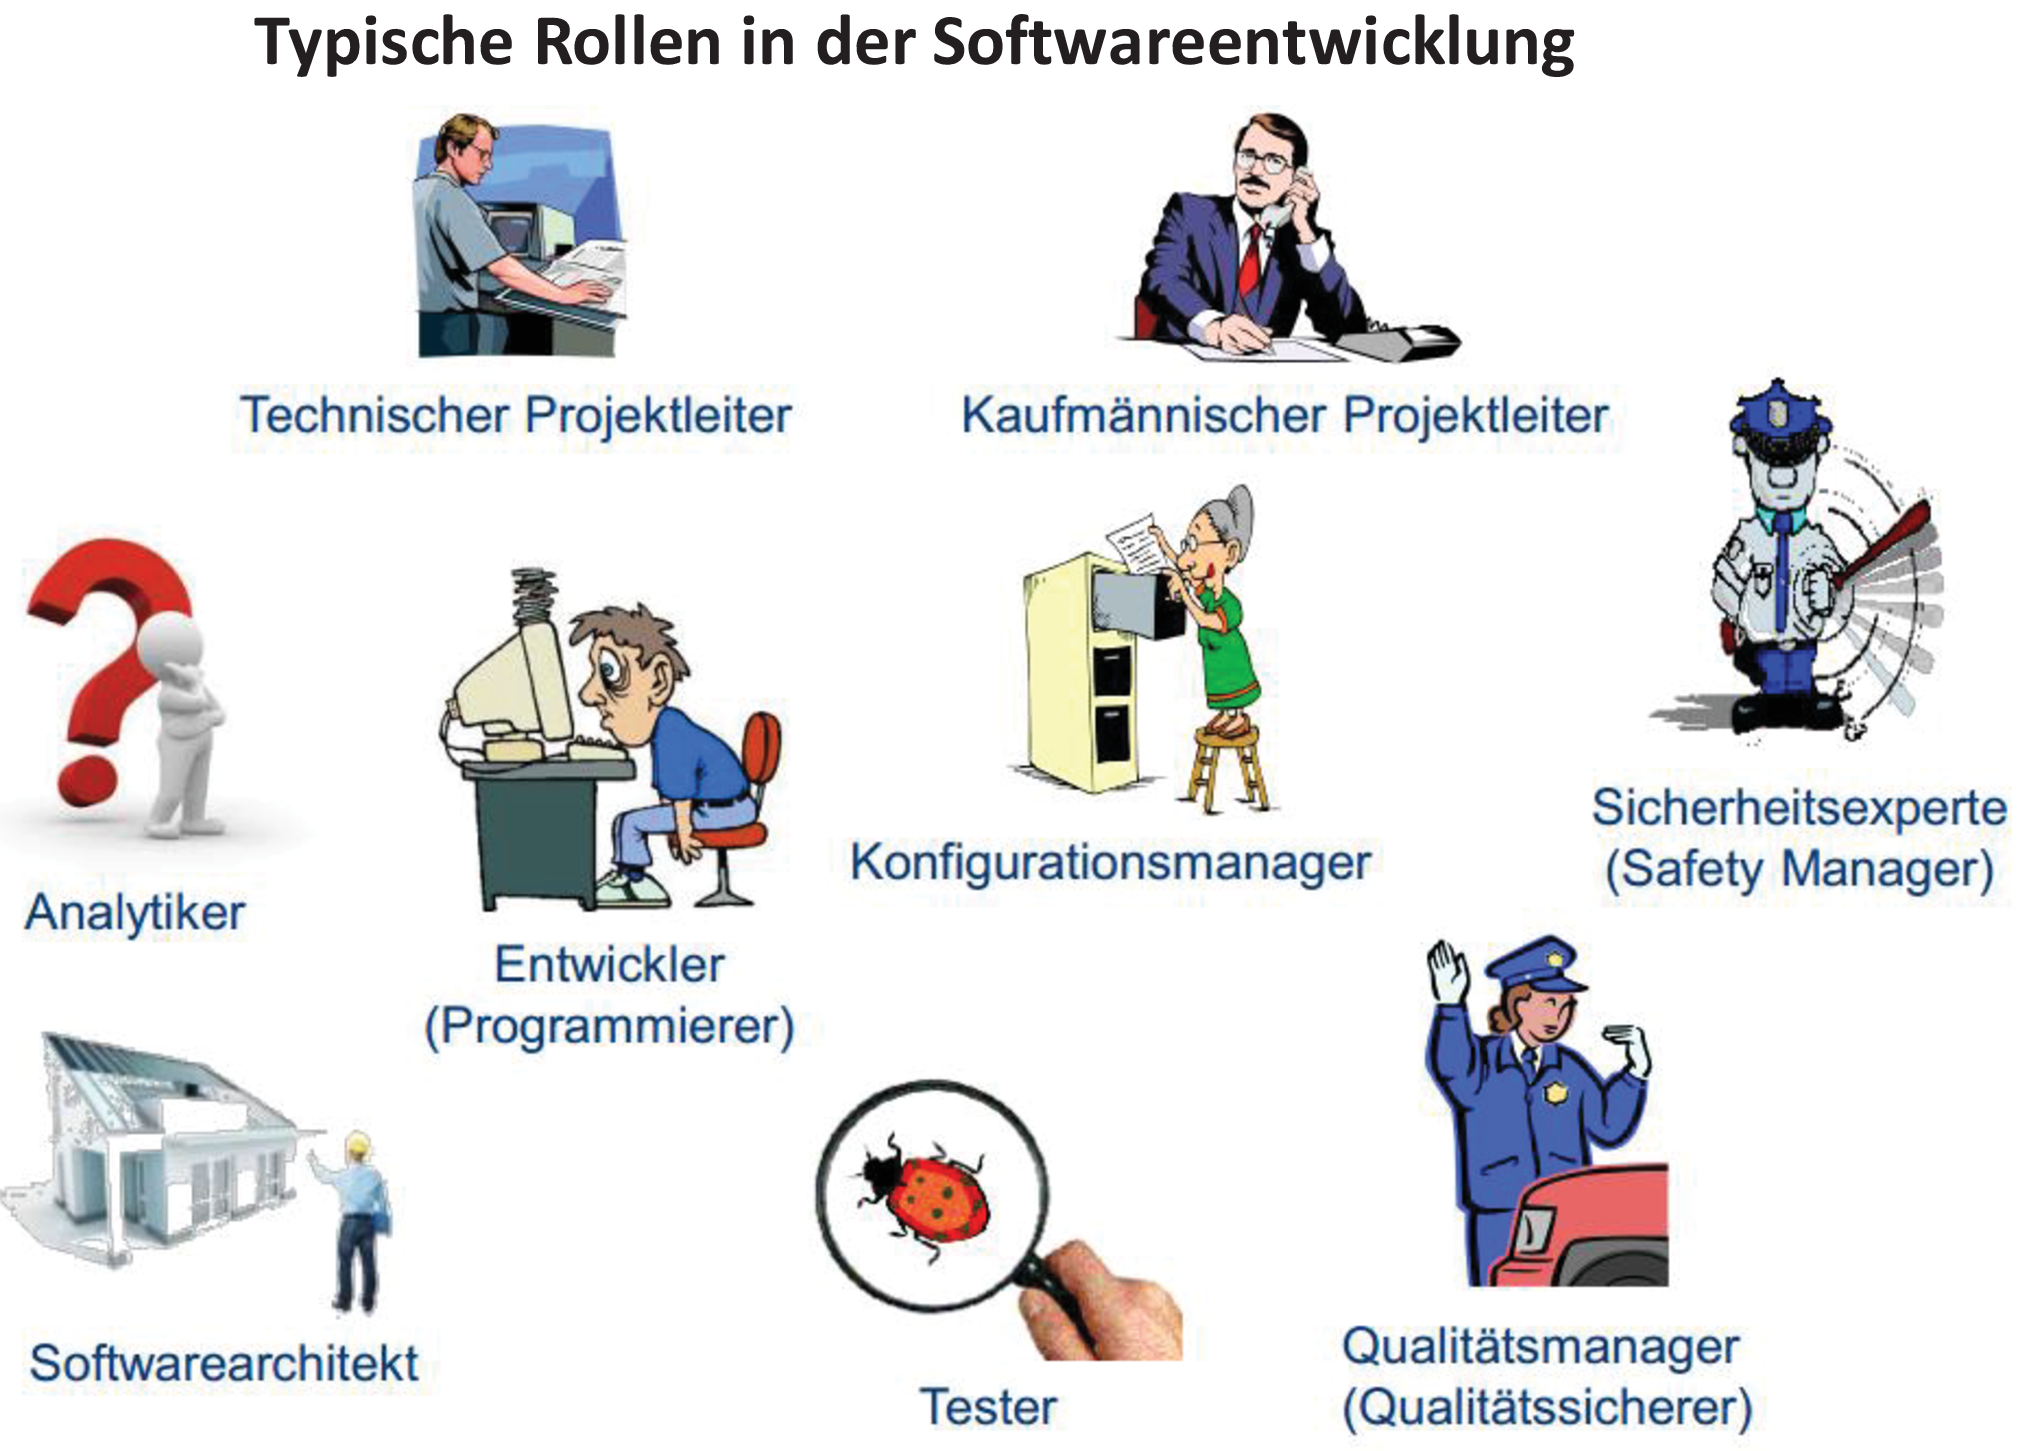 Typische Rollen in der Softwareentwicklung
Technischer Projektleiter
Kaufmännischer Projektleiter
Analytiker
Entwickler
(Programmierer)
Konfigurationsmanager
Sicherheitsexperte
(Safety Manager)
Softwarearchitekt
Tester
Qualitätsmanager
(Qualitätssicherer)